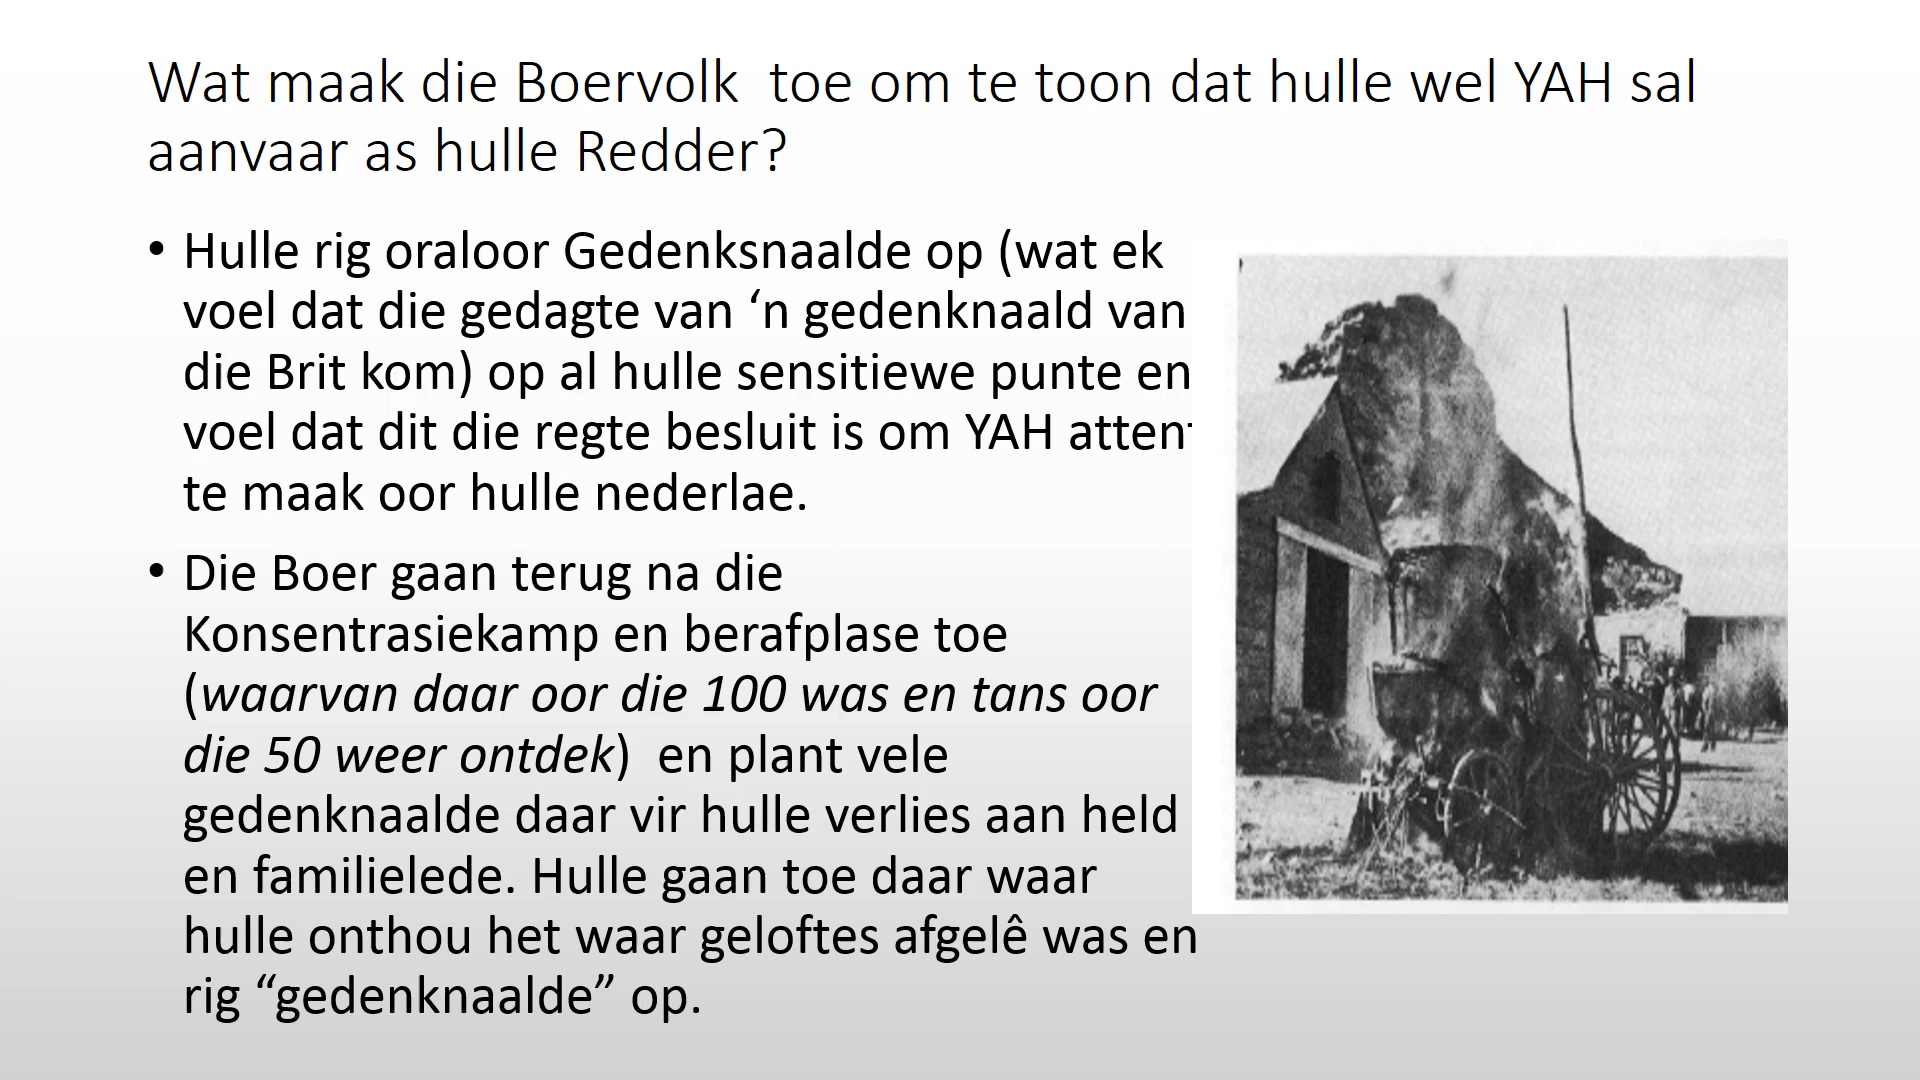 Wat maak die Boervolk  toe om te toon dat hulle wel YAH sal
aanvaar as hulle Redder?
• Hulle rig oraloor Gedenksnaalde op (wat ek
voel dat die gedagte van ‘n gedenknaald van
die Brit kom) op al hulle sensitiewe punte en
voel dat dit die regte besluit is om YAH attent
te maak oor hulle nederlae.
• Die Boer gaan terug na die
Konsentrasiekamp en berafplase toe
(waarvan daar oor die 100 was en tans oor
die 50 weer ontdek)  en plant vele
gedenknaalde daar vir hulle verlies aan held
en familielede. Hulle gaan toe daar waar
hulle onthou het waar geloftes afgelê was en
rig “gedenknaalde” op.